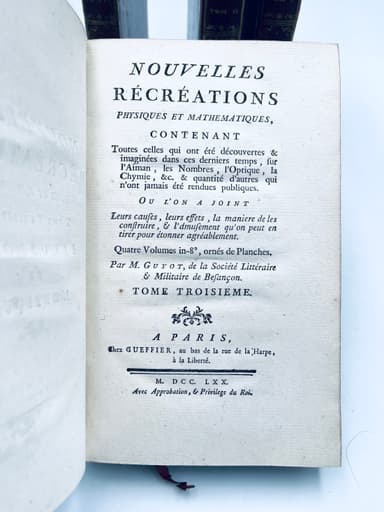 NOUVELLES
RÉCRÉATIONS
PHYSIQUES ET MATHEMATIQUES,
CONTENANT
Toutes celles qui ont été découvertes &
imaginées dans ces derniers temps, sur
l'Aiman, les Nombres, l'Optique, la
Chymie, &c. & quantité d'autres qui
n'ont jamais été rendues publiques.
OU L'ON A JOINT
Leurs causes, leurs effets, la maniere de les
construire, & l'amusement qu'on peut en
tirer pour étonner agréablement.
Quatre Volumes in-8°, ornés de Planches.
Par M. GUYOT, de la Société Littéraire
& Militaire de Besançon.
TOME TROISIEME.
A PARIS,
Chez GUEFFIER, au bas de la rue de la Harpe,
à la Liberté.
M. DCC. LXX.
Avec Approbation, & Privilege du Roi.